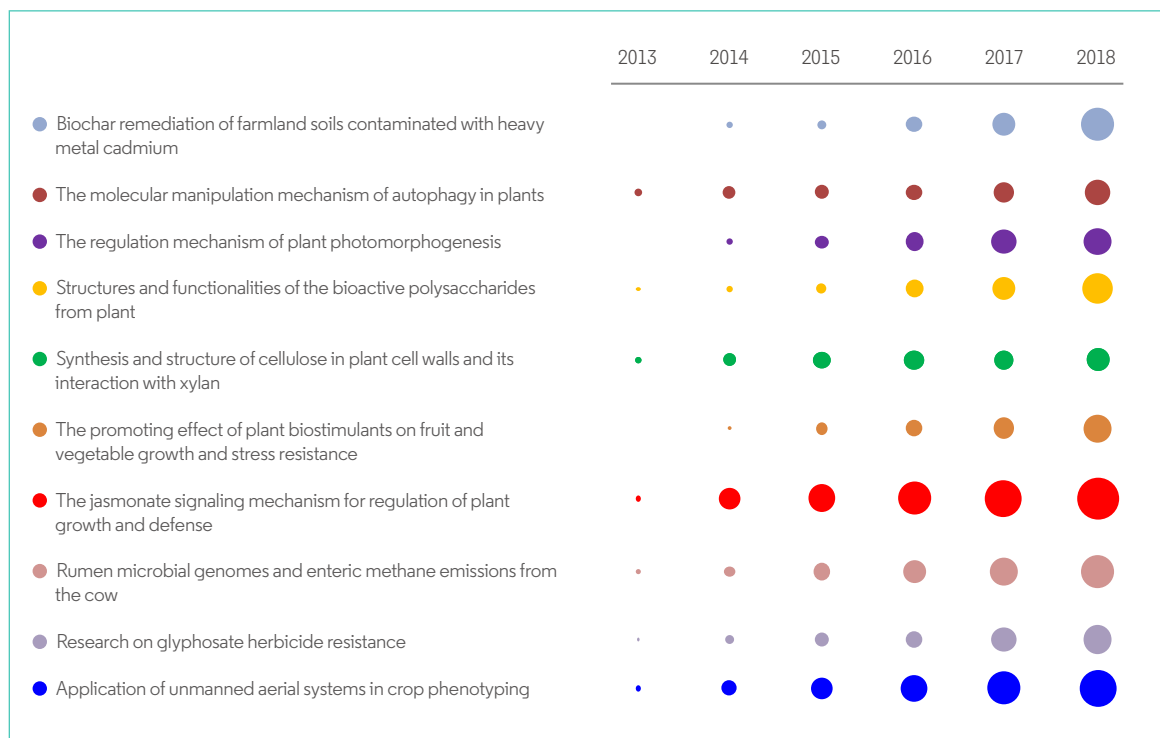 2013 2014 2015 2016 2017 2018
Biochar remediation of farmland soils contaminated with heavy
metal cadmium
The molecular manipulation mechanism of autophagy in plants
The regulation mechanism of plant photomorphogenesis
Structures and functionalities of the bioactive polysaccharides
from plant
Synthesis and structure of cellulose in plant cell walls and its
interaction with xylan
The promoting effect of plant biostimulants on fruit and
vegetable growth and stress resistance
The jasmonate signaling mechanism for regulation of plant
growth and defense
Rumen microbial genomes and enteric methane emissions from
the cow
Research on glyphosate herbicide resistance
Application of unmanned aerial systems in crop phenotyping